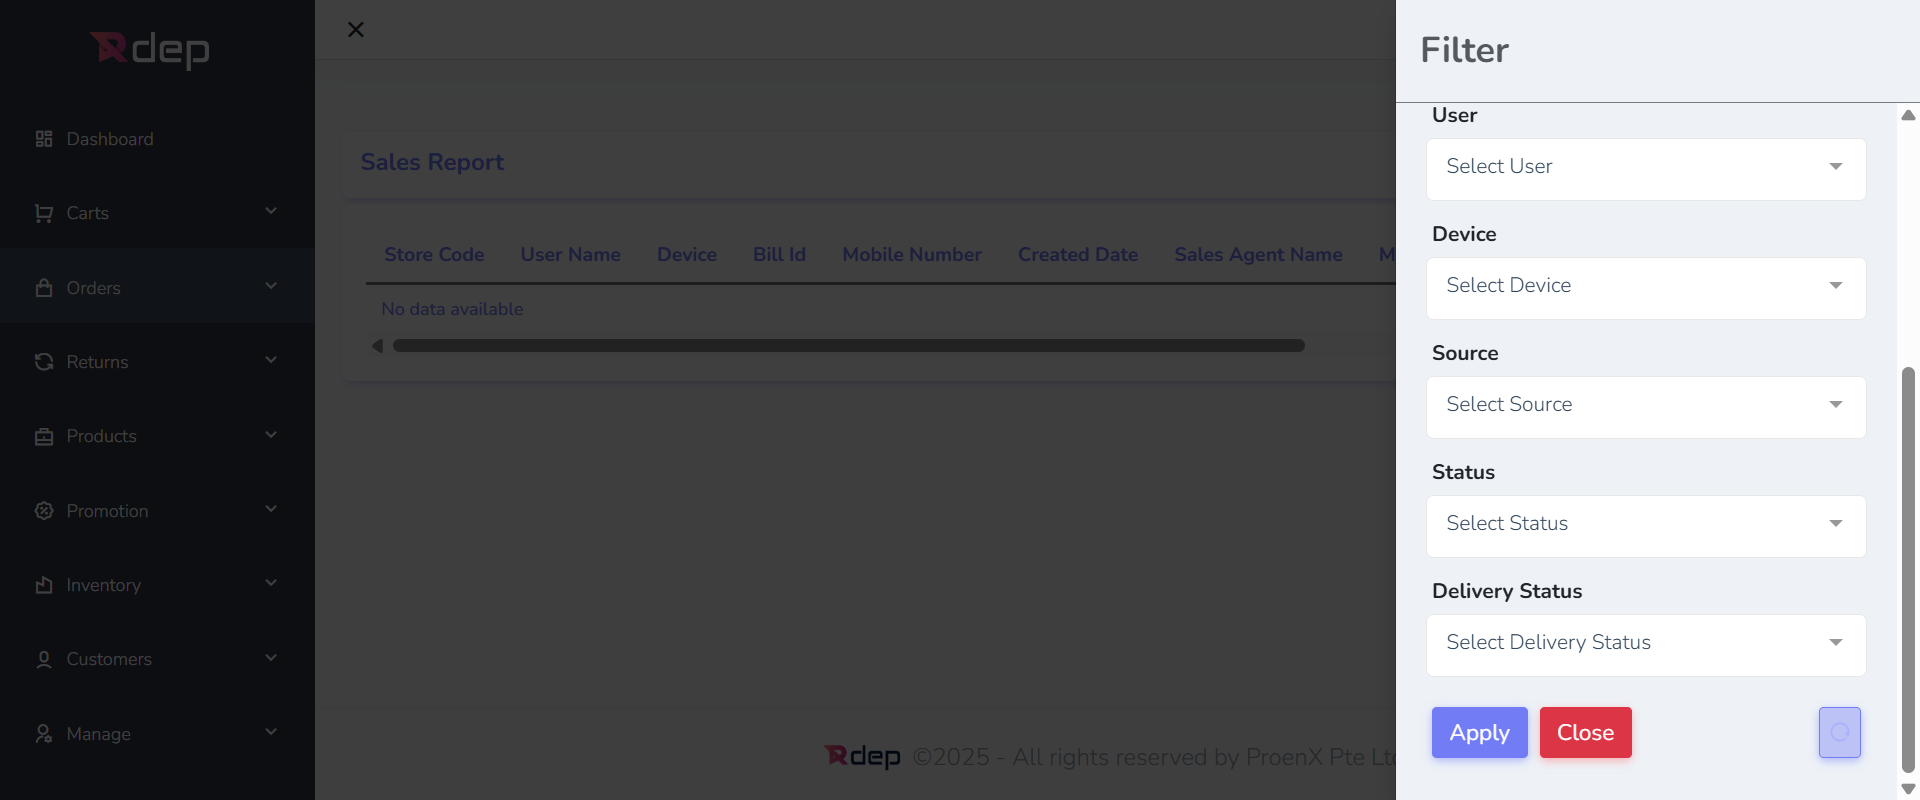 Rdep
Dashboard
Carts
Orders
Returns
Products
Promotion
Inventory
Customers
Manage
Sales Report
Store Code User Name Device Bill Id Mobile Number Created Date Sales Agent Name M
No data available
Rdep ©2025 - All rights reserved by ProenX Pte Ltd
Filter
User
Select User
Device
Select Device
Source
Select Source
Status
Select Status
Delivery Status
Select Delivery Status
Apply Close